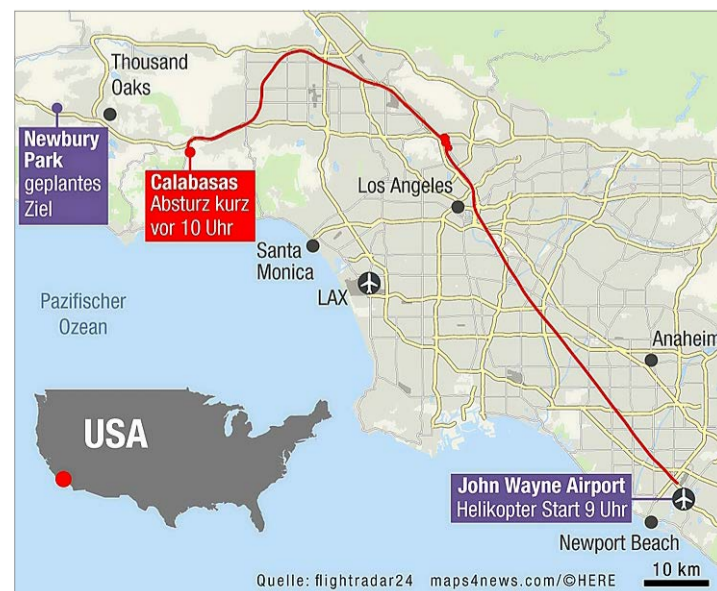 Thousand
Oaks
Newbury
Park
geplantes
Ziel
Calabasas
Absturz kurz
vor 10 Uhr
Los Angeles
Santa
Monica
LAX
Pazifischer
Ozean
Anaheim
USA
John Wayne Airport
Helikopter Start 9 Uhr
Newport Beach
10 km
Quelle: flightradar24 maps4news.com/©HERE